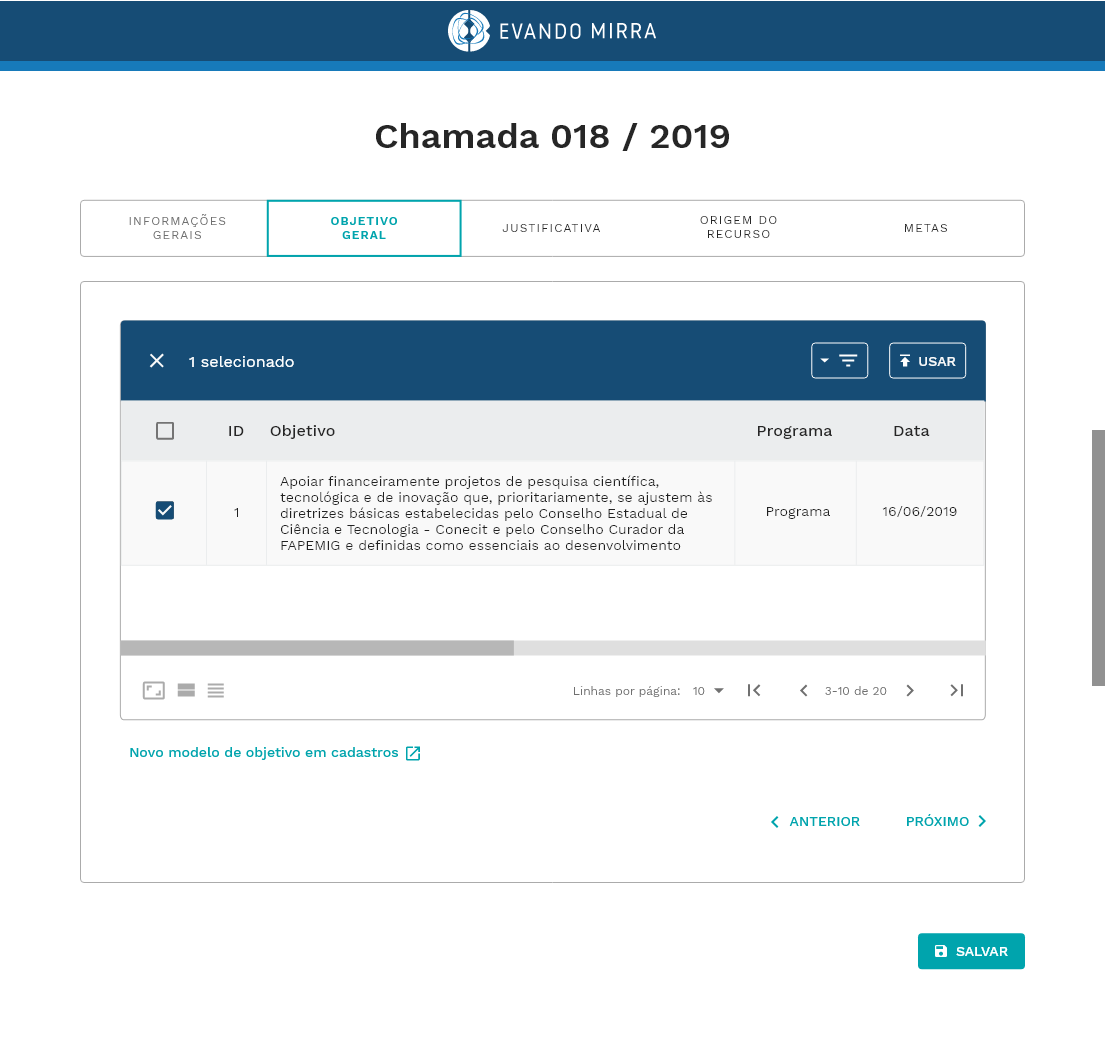 EVANDO MIRRA
Chamada 018 / 2019
INFORMAÇÕES
GERAIS
OBJETIVO
GERAL
JUSTIFICATIVA
ORIGEM DO
RECURSO
METAS
1 selecionado
USAR
ID Objetivo Programa Data
1
Apoiar financeiramente projetos de pesquisa científica,
tecnológica e de inovação que, prioritariamente, se ajustem às
diretrizes básicas estabelecidas pelo Conselho Estadual de
Ciência e Tecnologia - Conecit e pelo Conselho Curador da
FAPEMIG e definidas como essenciais ao desenvolvimento
Programa
16/06/2019
Linhas por página: 10 3-10 de 20
Novo modelo de objetivo em cadastros
ANTERIOR PRÓXIMO
SALVAR